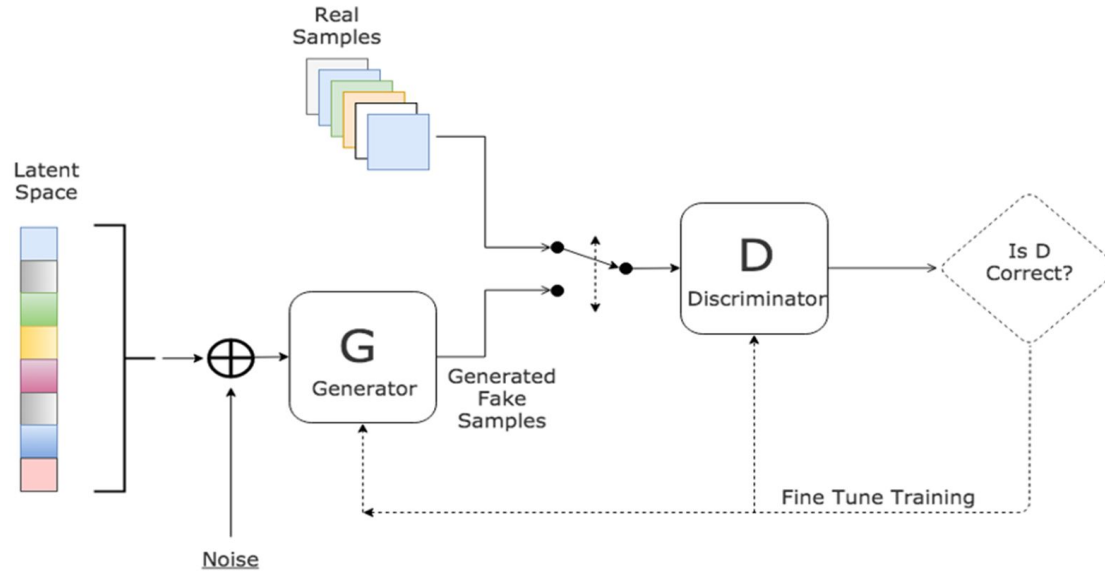 Real
Samples
Latent
Space
D
Discriminator
Is D
Correct?
G
Generator
Generated
Fake
Samples
Fine Tune Training
Noise